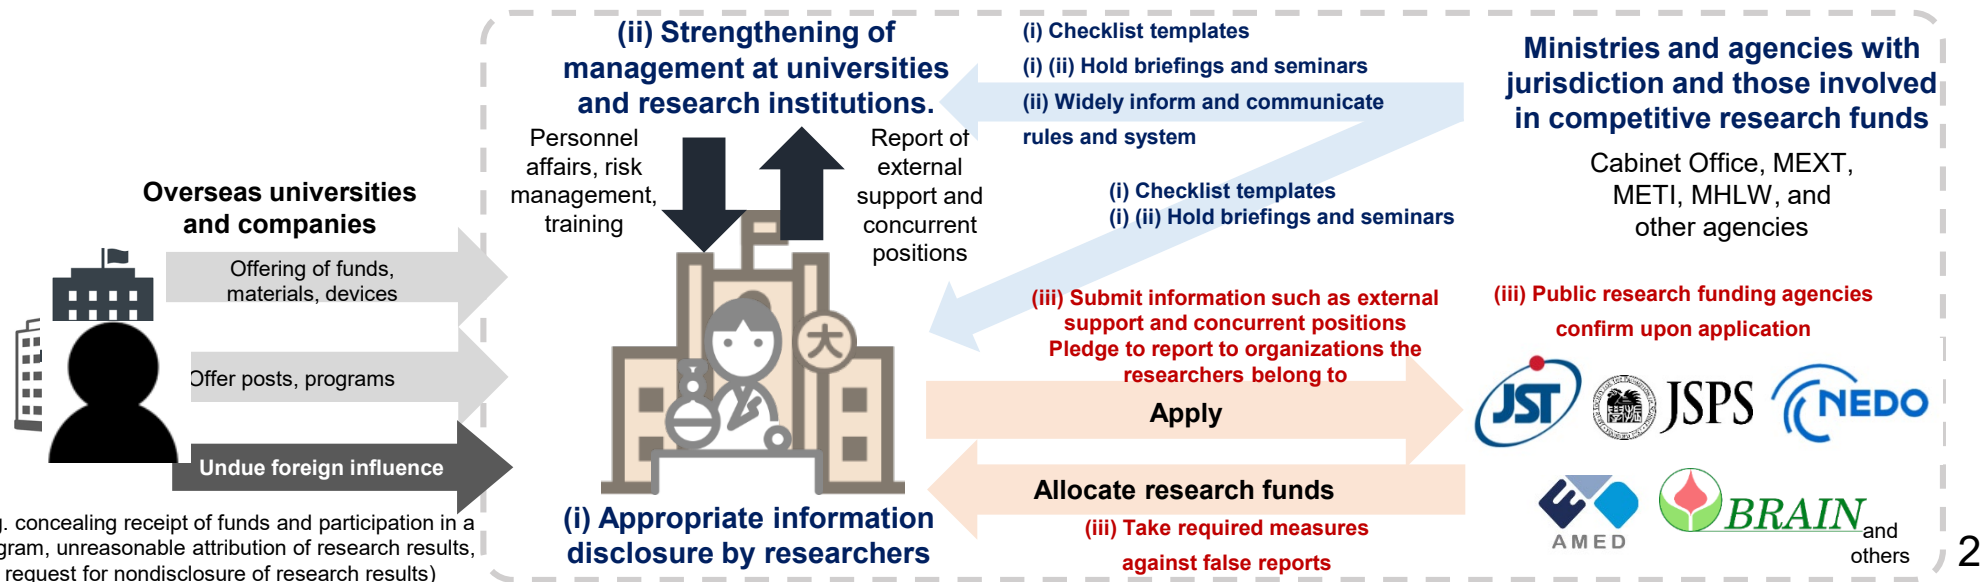 (ii) Strengthening of
management at universities
and research institutions.
Personnel
affairs, risk
management,
training
Report of
external
support and
concurrent
positions
(i) Checklist templates
(i) (ii) Hold briefings and seminars
(ii) Widely inform and communicate
rules and system
(i) Checklist templates
(i) (ii) Hold briefings and seminars
Ministries and agencies with
jurisdiction and those involved
in competitive research funds
Cabinet Office, MEXT,
METI, MHLW, and
other agencies
Overseas universities
and companies
Offering of funds,
materials, devices
Offer posts, programs
Undue foreign influence
g. concealing receipt of funds and participation in a
gram, unreasonable attribution of research results,
request for nondisclosure of research results)
大
(i) Appropriate information
disclosure by researchers
(iii) Submit information such as external
support and concurrent positions
Pledge to report to organizations the
researchers belong to
Apply
Allocate research funds
(iii) Take required measures
against false reports
(iii) Public research funding agencies
confirm upon application
JST
JSPS
NEDO
AMED
BRAIN
and
others
2